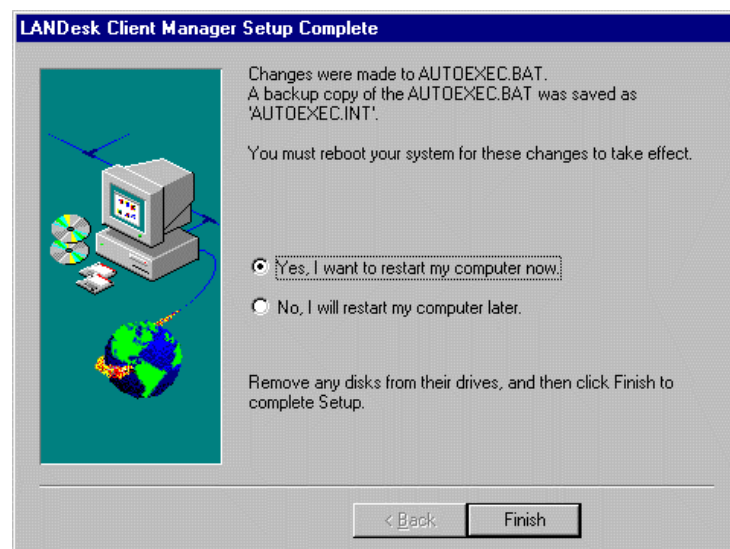 LANDesk Client Manager Setup Complete
Changes were made to AUTOEXEC.BAT.
A backup copy of the AUTOEXEC.BAT was saved as
'AUTOEXEC.INT'.
You must reboot your system for these changes to take effect.
Yes, I want to restart my computer now.
No, I will restart my computer later.
Remove any disks from their drives, and then click Finish to
complete Setup.
< Back
Finish